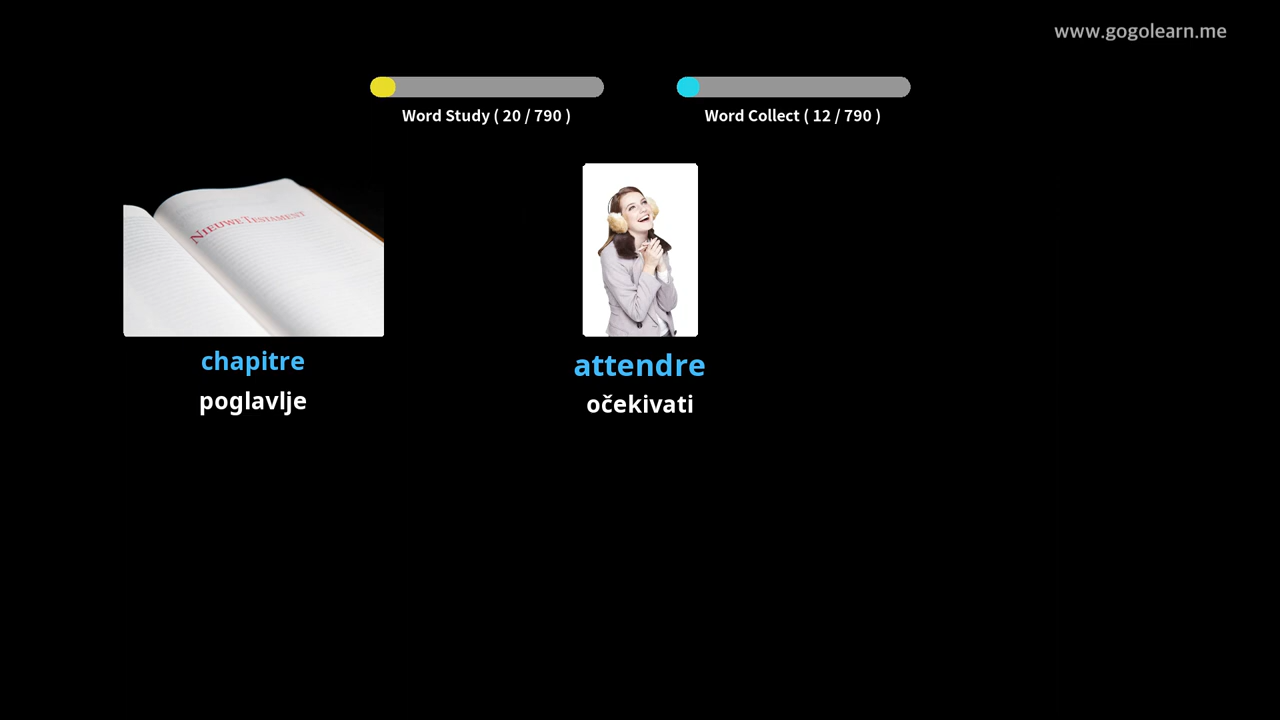 www.gogolearn.me
Word Study ( 20 / 790 )
Word Collect ( 12 / 790 )
NIEUWE TESTAMENT
chapitre
poglavlje
attendre
očekivati